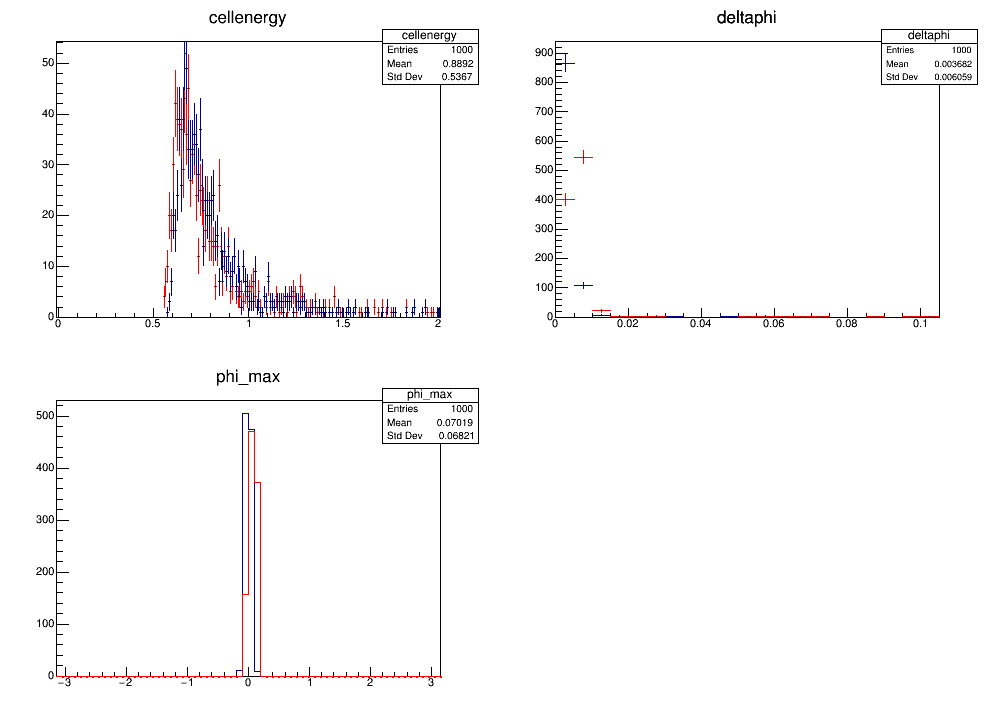 cellenergy
cellenergy
Entries 1000
Mean 0.8892
Std Dev 0.5367
50
40
30
20
10
0
0 0.5 1 1.5 2
deltaphi
deltaphi
Entries 1000
Mean 0.003682
Std Dev 0.006059
900
800
700
600
500
400
300
200
100
0
0 0.02 0.04 0.06 0.08 0.1
phi_max
phi_max
Entries 1000
Mean 0.07019
Std Dev 0.06821
500
400
300
200
100
0
−3 −2 −1 0 1 2 3